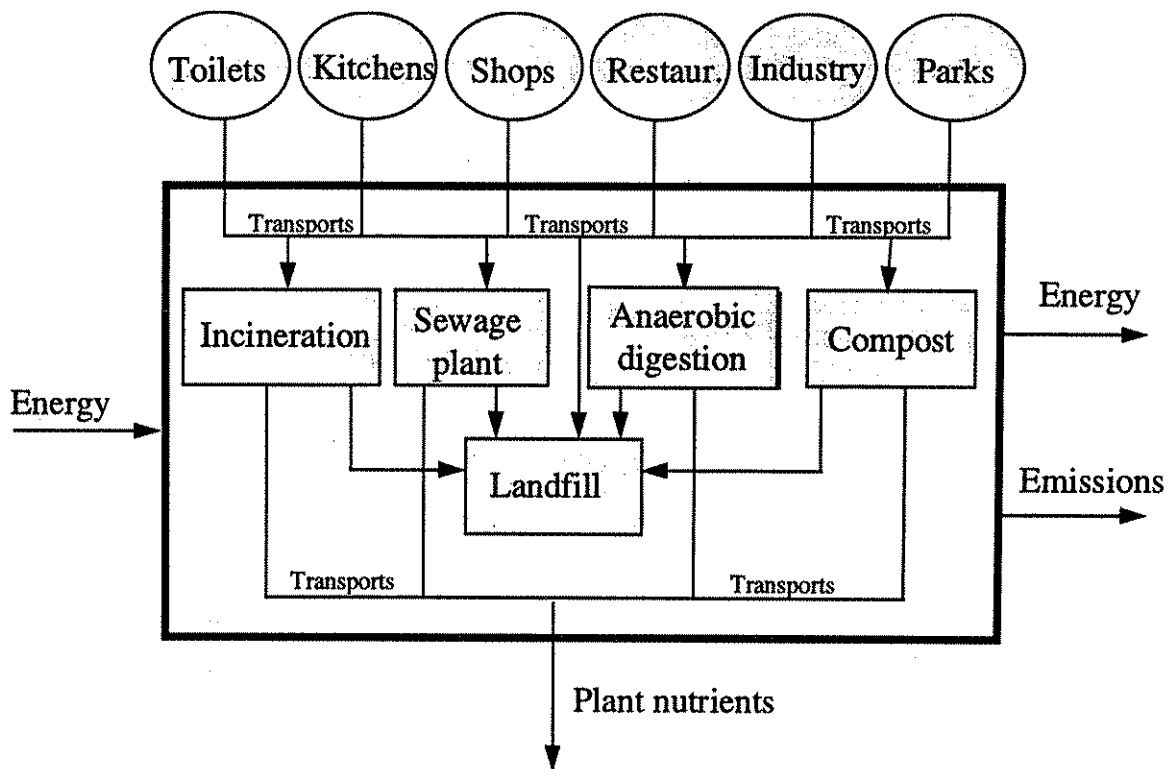 Toilets
Kitchens
Shops
Restaur.
Industry
Parks
Transports
Transports
Transports
Incineration
Sewage
plant
Anaerobic
digestion
Compost
Energy
Energy
Landfill
Emissions
Transports
Transports
Plant nutrients